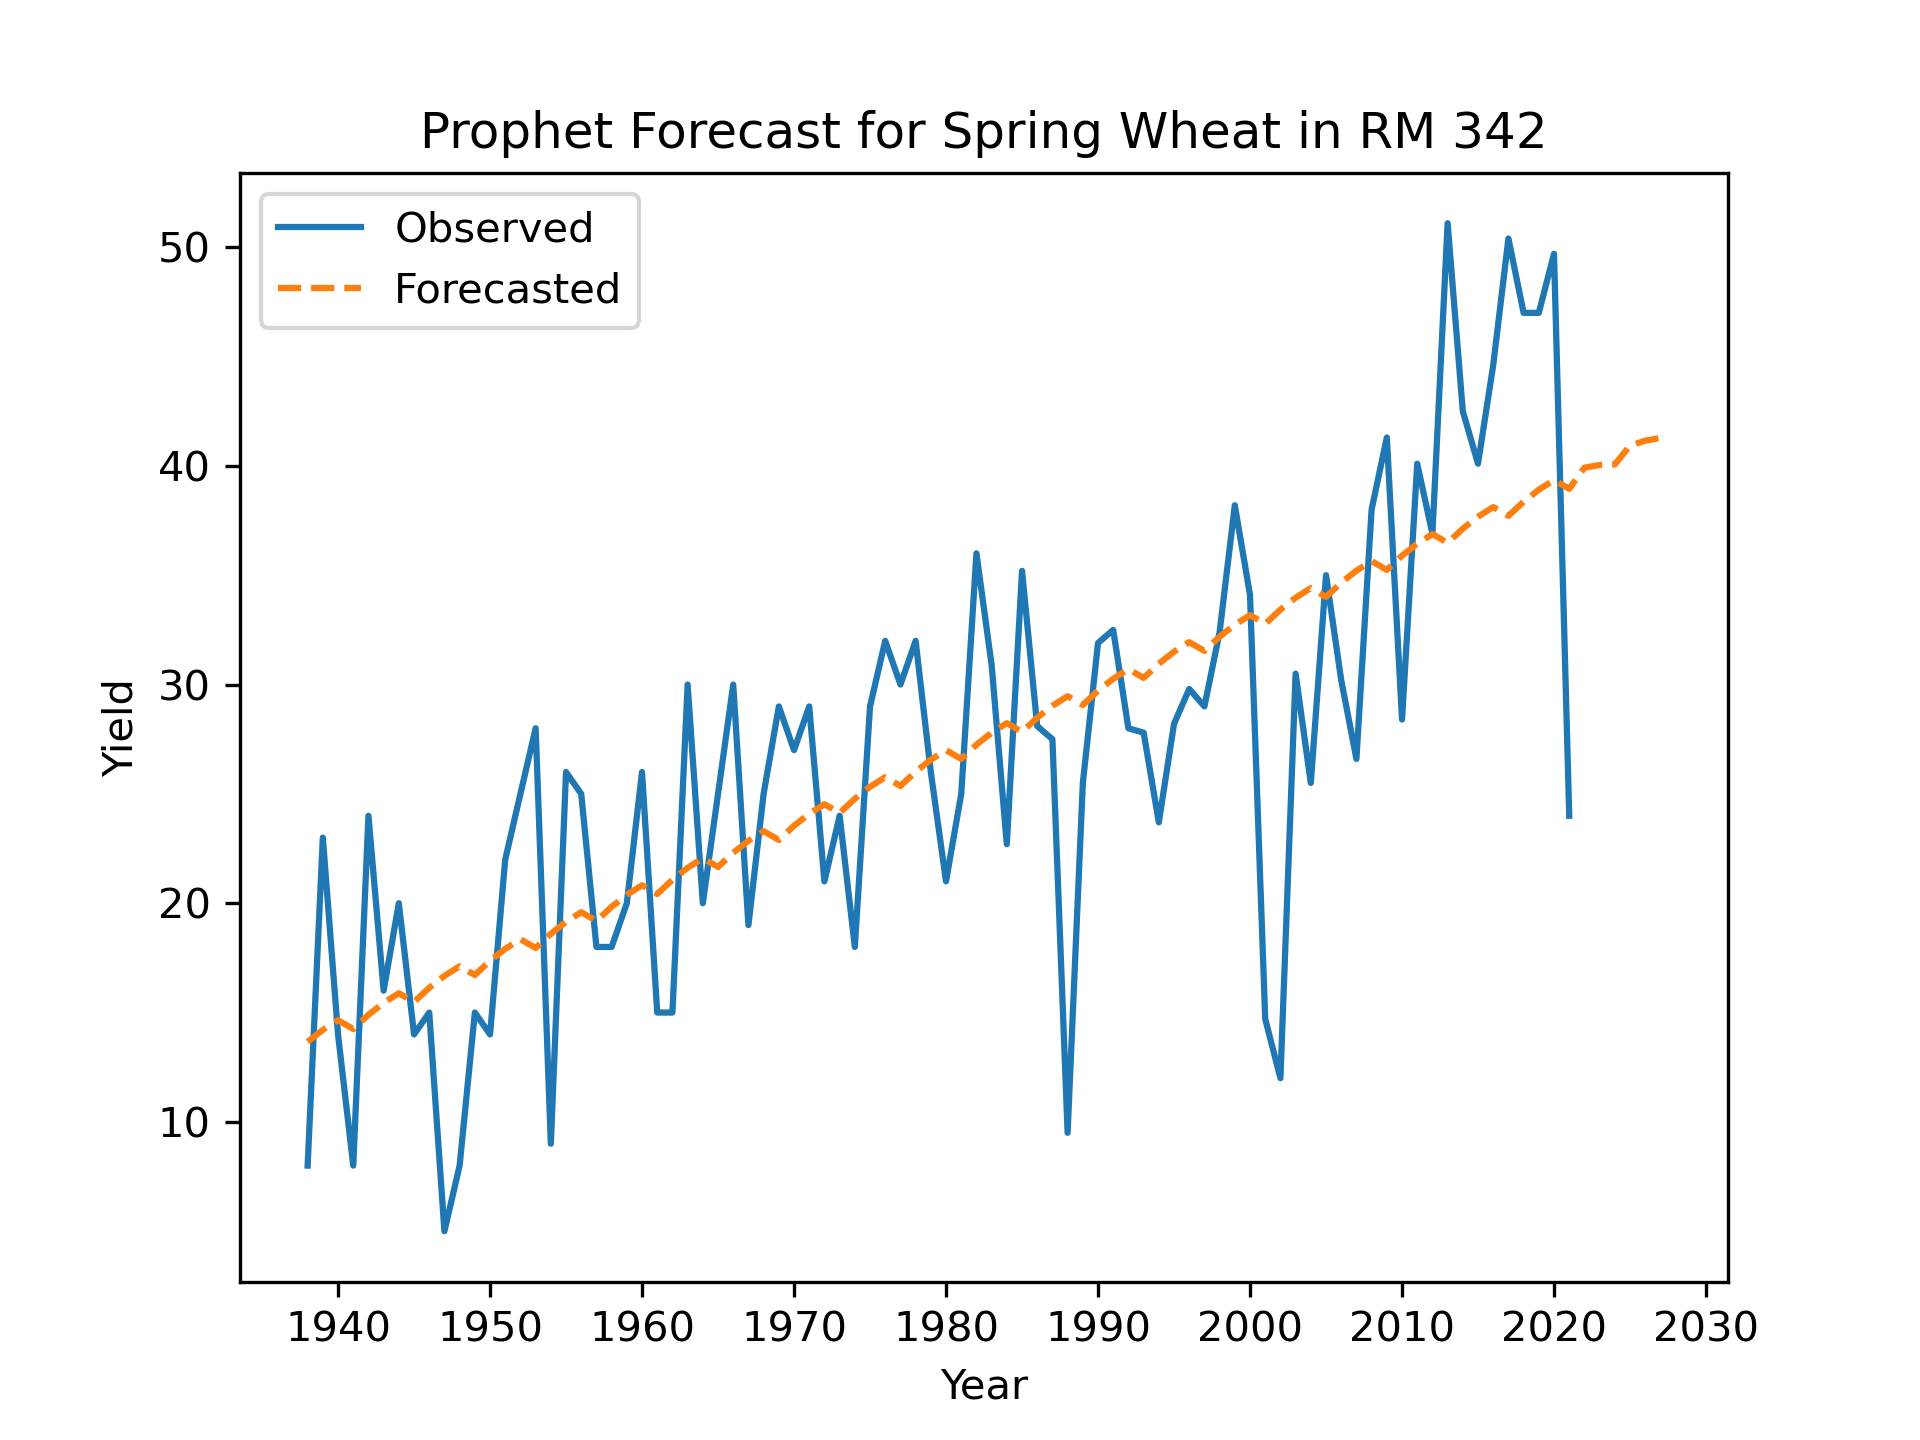 Prophet Forecast for Spring Wheat in RM 342
Observed
Forecasted
50
40
30
20
10
Yield
1940 1950 1960 1970 1980 1990 2000 2010 2020 2030
Year